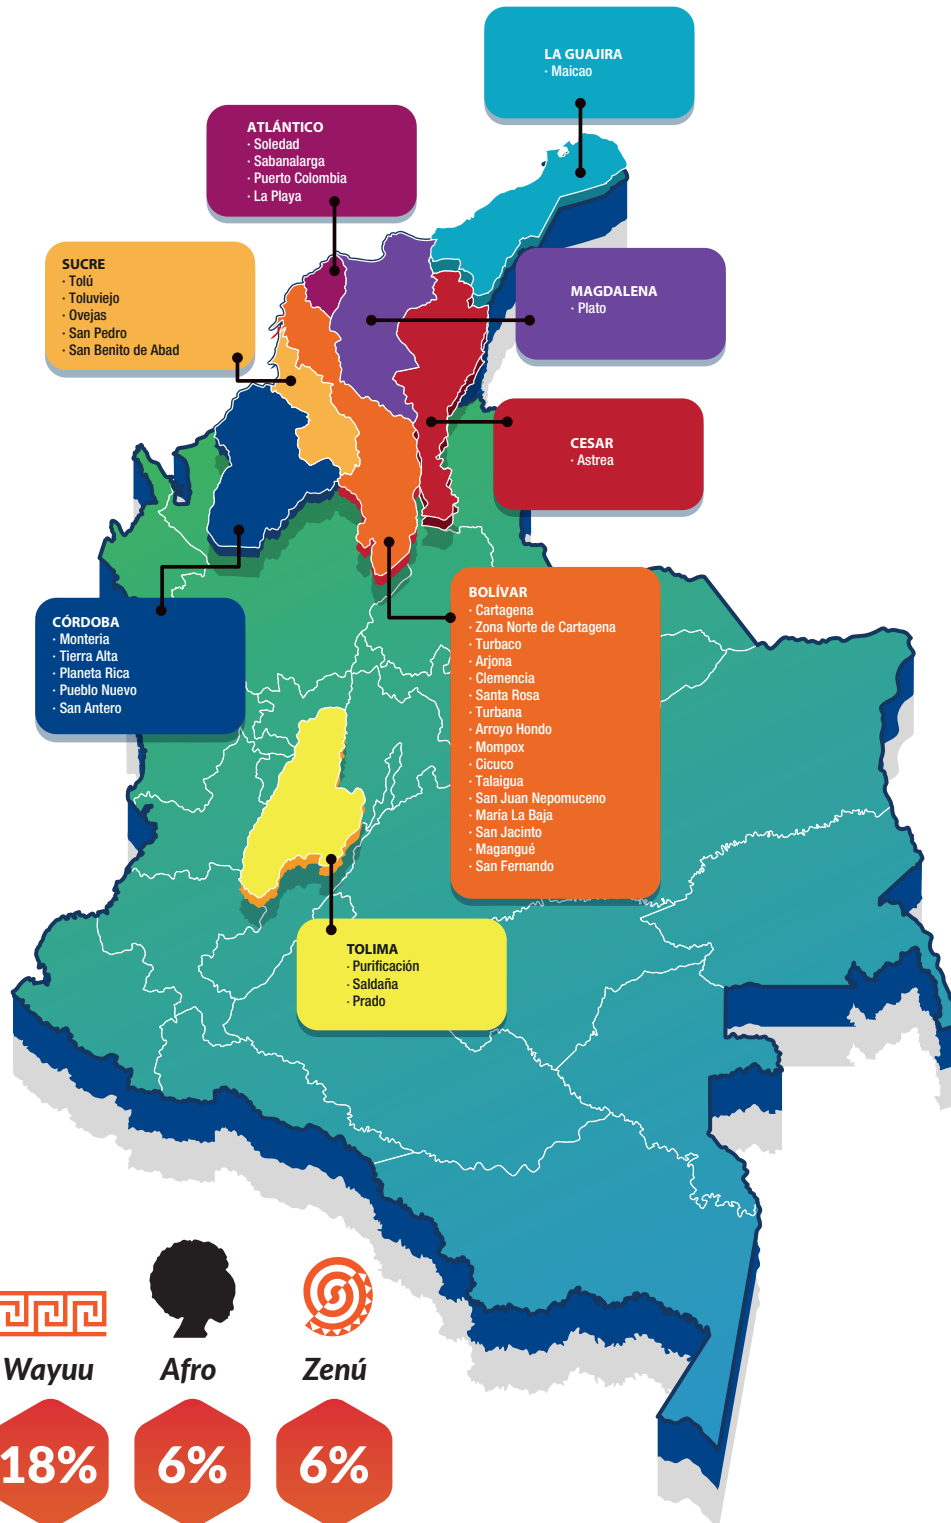 LA GUAJIRA
· Maicao
ATLÁNTICO
· Soledad
· Sabanalarga
· Puerto Colombia
· La Playa
SUCRE
· Tolú
· Toluviejo
· Ovejas
· San Pedro
· San Benito de Abad
MAGDALENA
· Plato
CESAR
· Astrea
CÓRDOBA
· Monteria
· Tierra Alta
· Planeta Rica
· Pueblo Nuevo
· San Antero
BOLÍVAR
· Cartagena
· Zona Norte de Cartagena
· Turbaco
· Arjona
· Clemencia
· Santa Rosa
· Turbana
· Arroyo Hondo
· Mompox
· Cicuco
· Talaigua
· San Juan Nepomuceno
· María La Baja
· San Jacinto
· Magangué
· San Fernando
TOLIMA
· Purificación
· Saldaña
· Prado
Wayuu
Afro
Zenú
18%
6%
6%